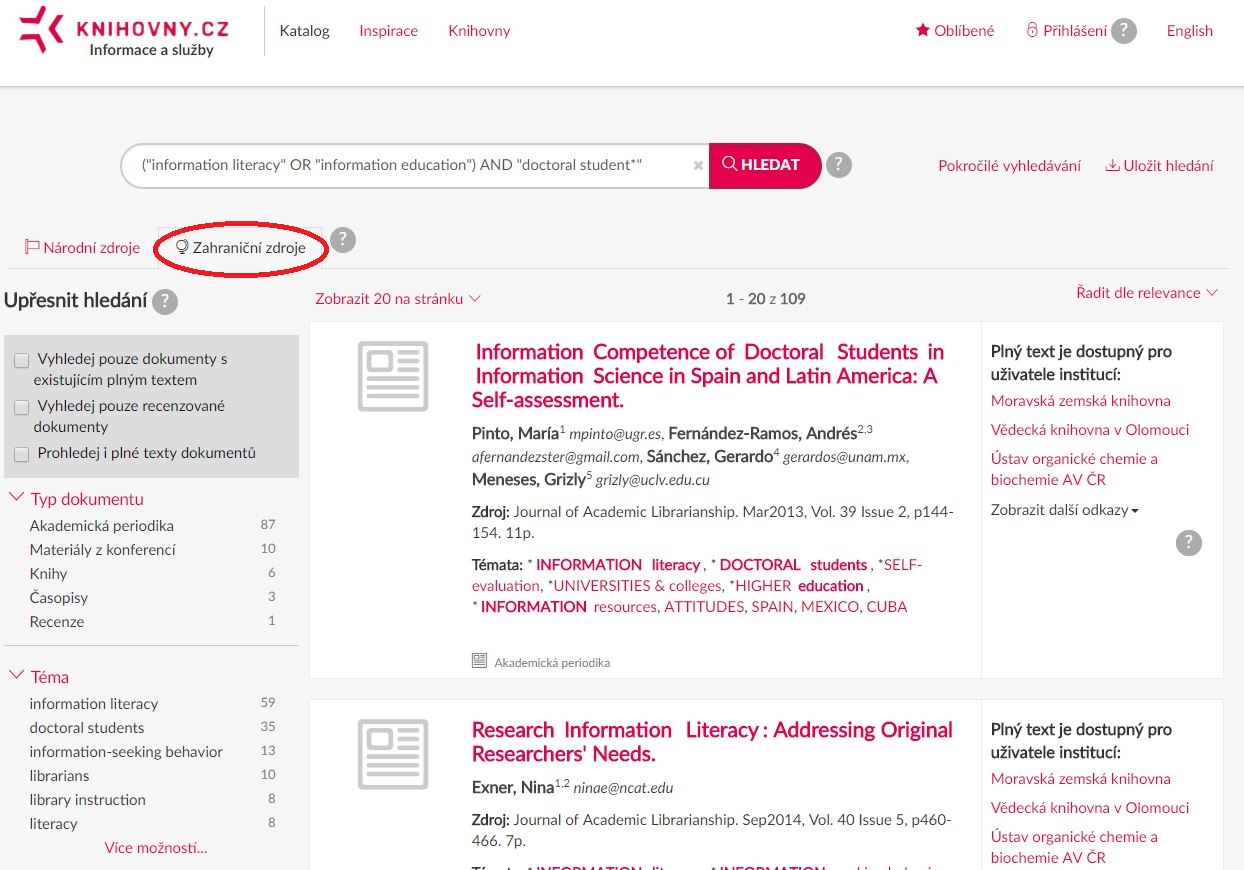 KNIHOVNY.CZ
Informace a služby
Katalog Inspirace Knihovny
Oblíbené Přihlášení ? English
("information literacy" OR "information education") AND "doctoral student*"
HLEDAT ?
Pokročilé vyhledávání Uložit hledání
Národní zdroje Zahraniční zdroje ?
Upřesnit hledání ?
Vyhledej pouze dokumenty s
existujícím plným textem
Vyhledej pouze recenzované
dokumenty
Prohledej i plné texty dokumentů
Typ dokumentu
Akademická periodika 87
Materiály z konferencí 10
Knihy 6
Časopisy 3
Recenze 1
Téma
information literacy 59
doctoral students 35
information-seeking behavior 13
librarians 10
library instruction 8
literacy 8
Více možností...
Zobrazit 20 na stránku 1 - 20 z 109 Řadit dle relevance
Information Competence of Doctoral Students in
Information Science in Spain and Latin America: A
Self-assessment.
Pinto, María1 mpinto@ugr.es, Fernández-Ramos, Andrés2,3
afernandezster@gmail.com, Sánchez, Gerardo4 gerardos@unam.mx,
Meneses, Grizly5 grizly@uclv.edu.cu
Zdroj: Journal of Academic Librarianship. Mar2013, Vol. 39 Issue 2, p144-
154. 11p.
Témata: * INFORMATION literacy , * DOCTORAL students , *SELF-
evaluation, *UNIVERSITIES & colleges, *HIGHER education ,
* INFORMATION resources, ATTITUDES, SPAIN, MEXICO, CUBA
Akademická periodika
Plný text je dostupný pro
uživatele institucí:
Moravská zemská knihovna
Vědecká knihovna v Olomouci
Ústav organické chemie a
biochemie AV ČR
Zobrazit další odkazy
?
Research Information Literacy : Addressing Original
Researchers' Needs.
Exner, Nina1,2 ninae@ncat.edu
Zdroj: Journal of Academic Librarianship. Sep2014, Vol. 40 Issue 5, p460-
466. 7p.
Plný text je dostupný pro
uživatele institucí:
Moravská zemská knihovna
Vědecká knihovna v Olomouci
Ústav organické chemie a
biochemie AV ČR